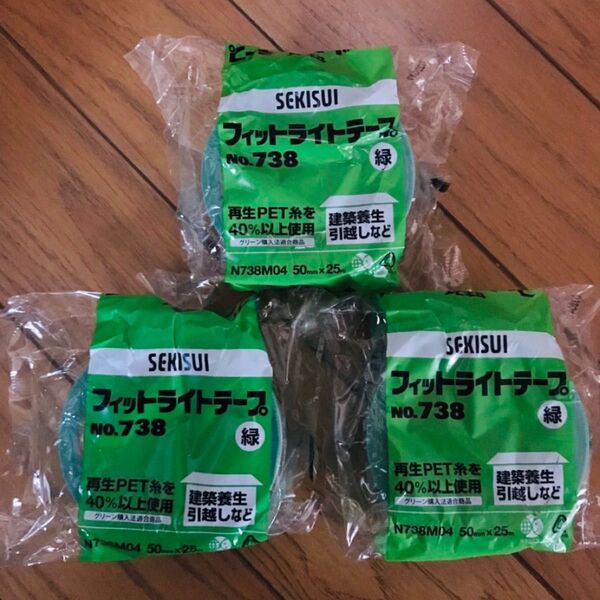 SEKISUI
フィットライトテープ
No.738
緑
再生PET糸を
40%以上使用
グリーン購入法適合商品
建築養生
引越しなど
N738M04 50mm×25m
SEKISUI
フィットライトテープ
No.738
緑
再生PET糸を
40%以上使用
グリーン購入法適合商品
建築養生
引越しなど
N738M04 50mm×25m
SEKISUI
フィットライトテープ
No.738
緑
再生PET糸を
40%以上使用
グリーン購入法適合商品
建築養生
引越しなど
N738M04 50mm×25m